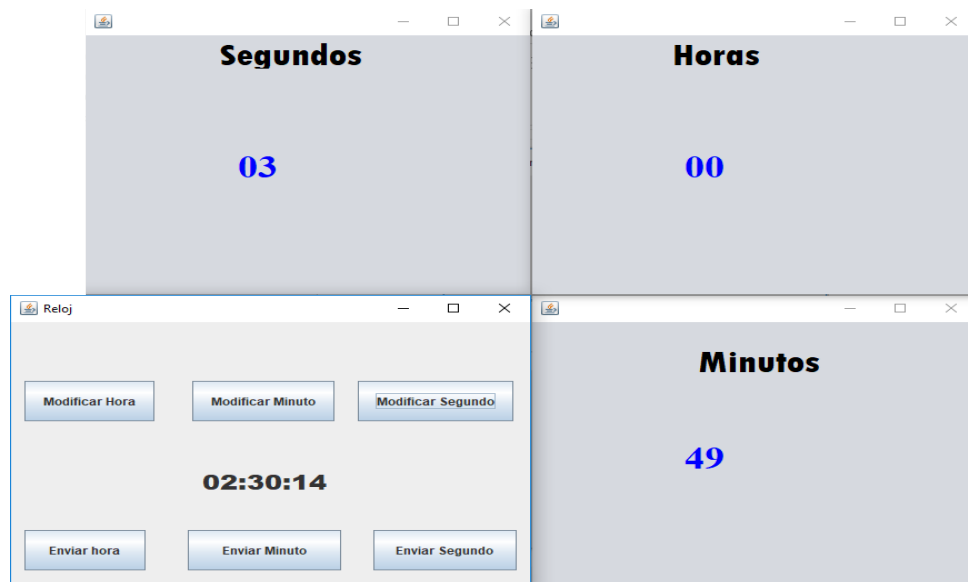 Segundos
03
Horas
00
Reloj
Modificar Hora
Modificar Minuto
Modificar Segundo
02:30:14
Enviar hora
Enviar Minuto
Enviar Segundo
Minutos
49